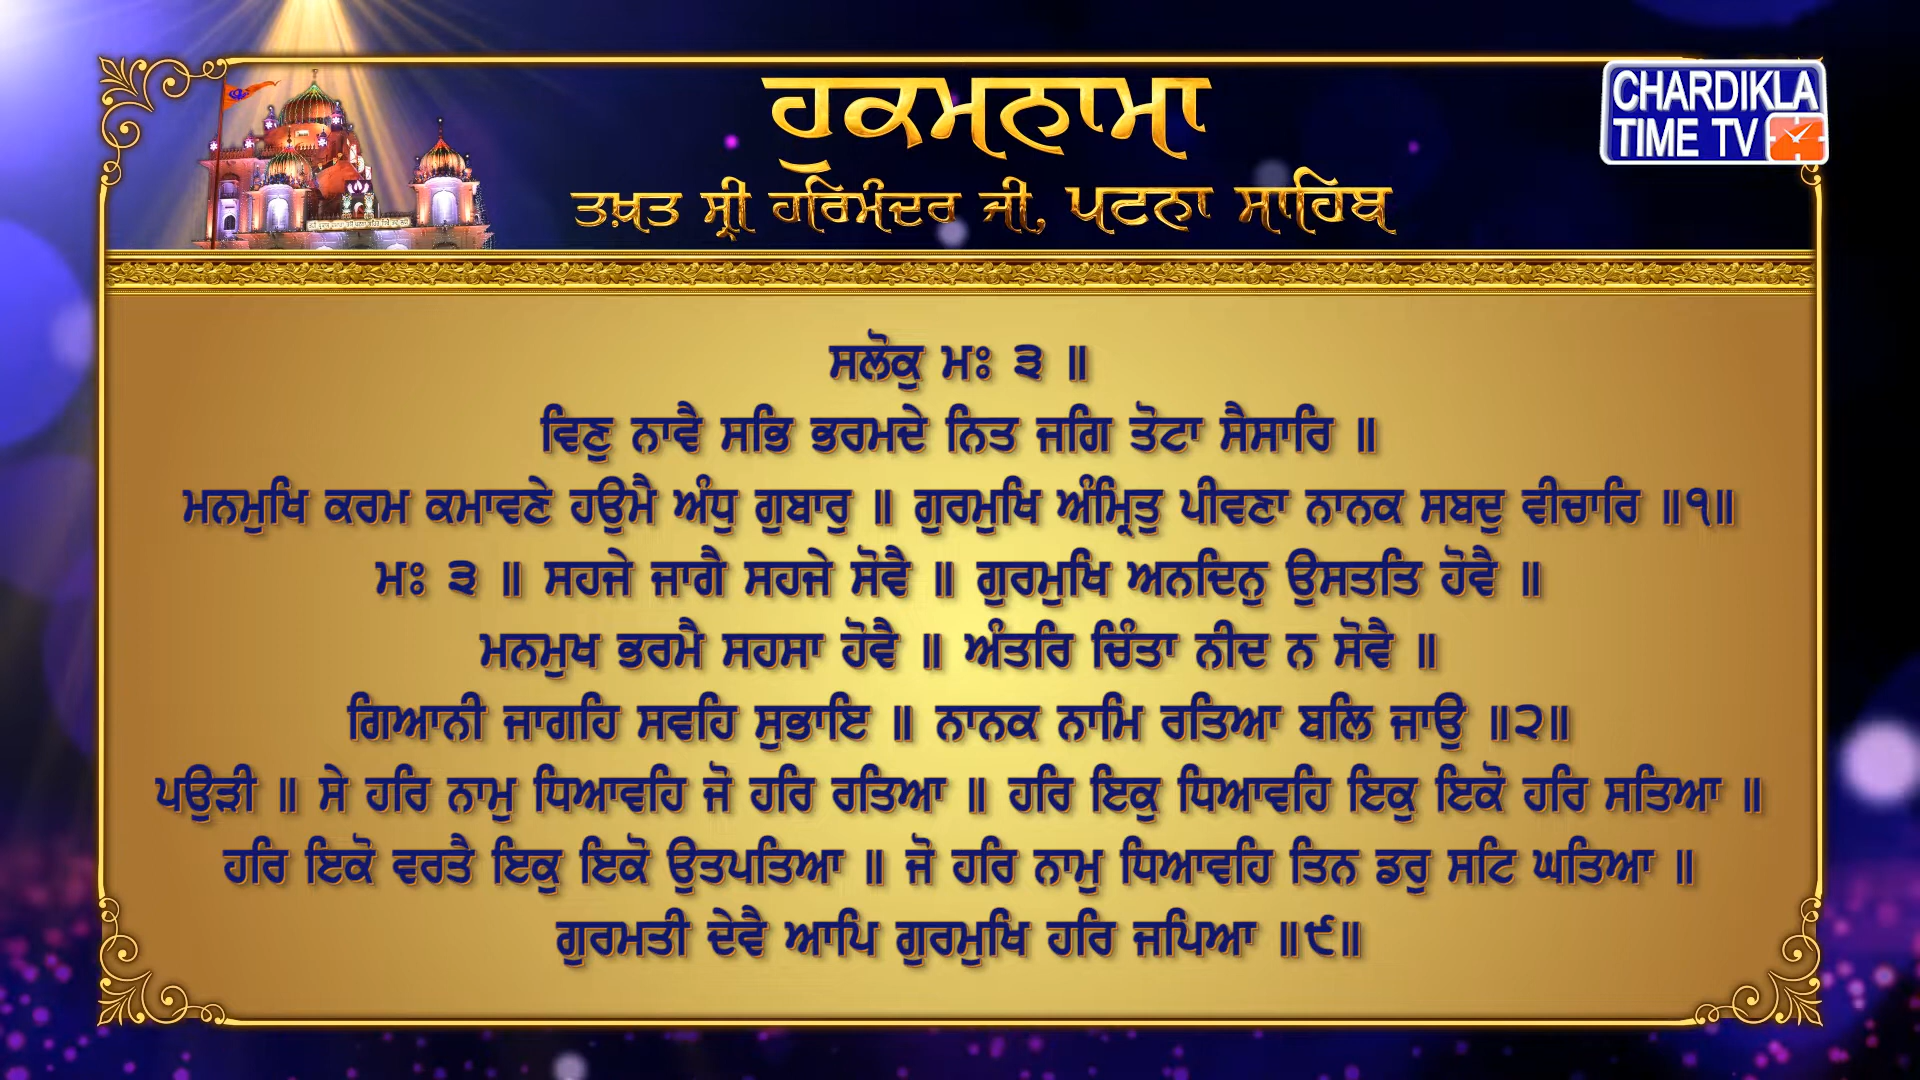 ਹੁਕਮਨਾਮਾ
ਤਖ਼ਤ ਸ੍ਰੀ ਹਰਿਮੰਦਰ ਜੀ, ਪਟਨਾ ਸਾਹਿਬ
CHARDIKLA
TIME TV
ਸਲੋਕੁ ਮਃ ੩ ॥
ਵਿਣੁ ਨਾਵੈ ਸਭਿ ਭਰਮਦੇ ਨਿਤ ਜਗਿ ਤੋਟਾ ਸੈਸਾਰਿ ॥
ਮਨਮੁਖਿ ਕਰਮ ਕਮਾਵਣੇ ਹਉਮੈ ਅੰਧੁ ਗੁਬਾਰੁ ॥ ਗੁਰਮੁਖਿ ਅੰਮ੍ਰਿਤੁ ਪੀਵਣਾ ਨਾਨਕ ਸਬਦੁ ਵੀਚਾਰਿ ॥੧॥
ਮਃ ੩ ॥ ਸਹਜੇ ਜਾਗੈ ਸਹਜੇ ਸੋਵੈ ॥ ਗੁਰਮੁਖਿ ਅਨਦਿਨੁ ਉਸਤਤਿ ਹੋਵੈ ॥
ਮਨਮੁਖ ਭਰਮੈ ਸਹਸਾ ਹੋਵੈ ॥ ਅੰਤਰਿ ਚਿੰਤਾ ਨੀਦ ਨ ਸੋਵੈ ॥
ਗਿਆਨੀ ਜਾਗਹਿ ਸਵਹਿ ਸੁਭਾਇ ॥ ਨਾਨਕ ਨਾਮਿ ਰਤਿਆ ਬਲਿ ਜਾਉ ॥੨॥
ਪਉੜੀ ॥ ਸੇ ਹਰਿ ਨਾਮੁ ਧਿਆਵਹਿ ਜੋ ਹਰਿ ਰਤਿਆ ॥ ਹਰਿ ਇਕੁ ਧਿਆਵਹਿ ਇਕੁ ਇਕੋ ਹਰਿ ਸਤਿਆ ॥
ਹਰਿ ਇਕੋ ਵਰਤੈ ਇਕੁ ਇਕੋ ਉਤਪਤਿਆ ॥ ਜੋ ਹਰਿ ਨਾਮੁ ਧਿਆਵਹਿ ਤਿਨ ਡਰੁ ਸਟਿ ਘਤਿਆ ॥
ਗੁਰਮਤੀ ਦੇਵੈ ਆਪਿ ਗੁਰਮੁਖਿ ਹਰਿ ਜਪਿਆ ॥੯॥